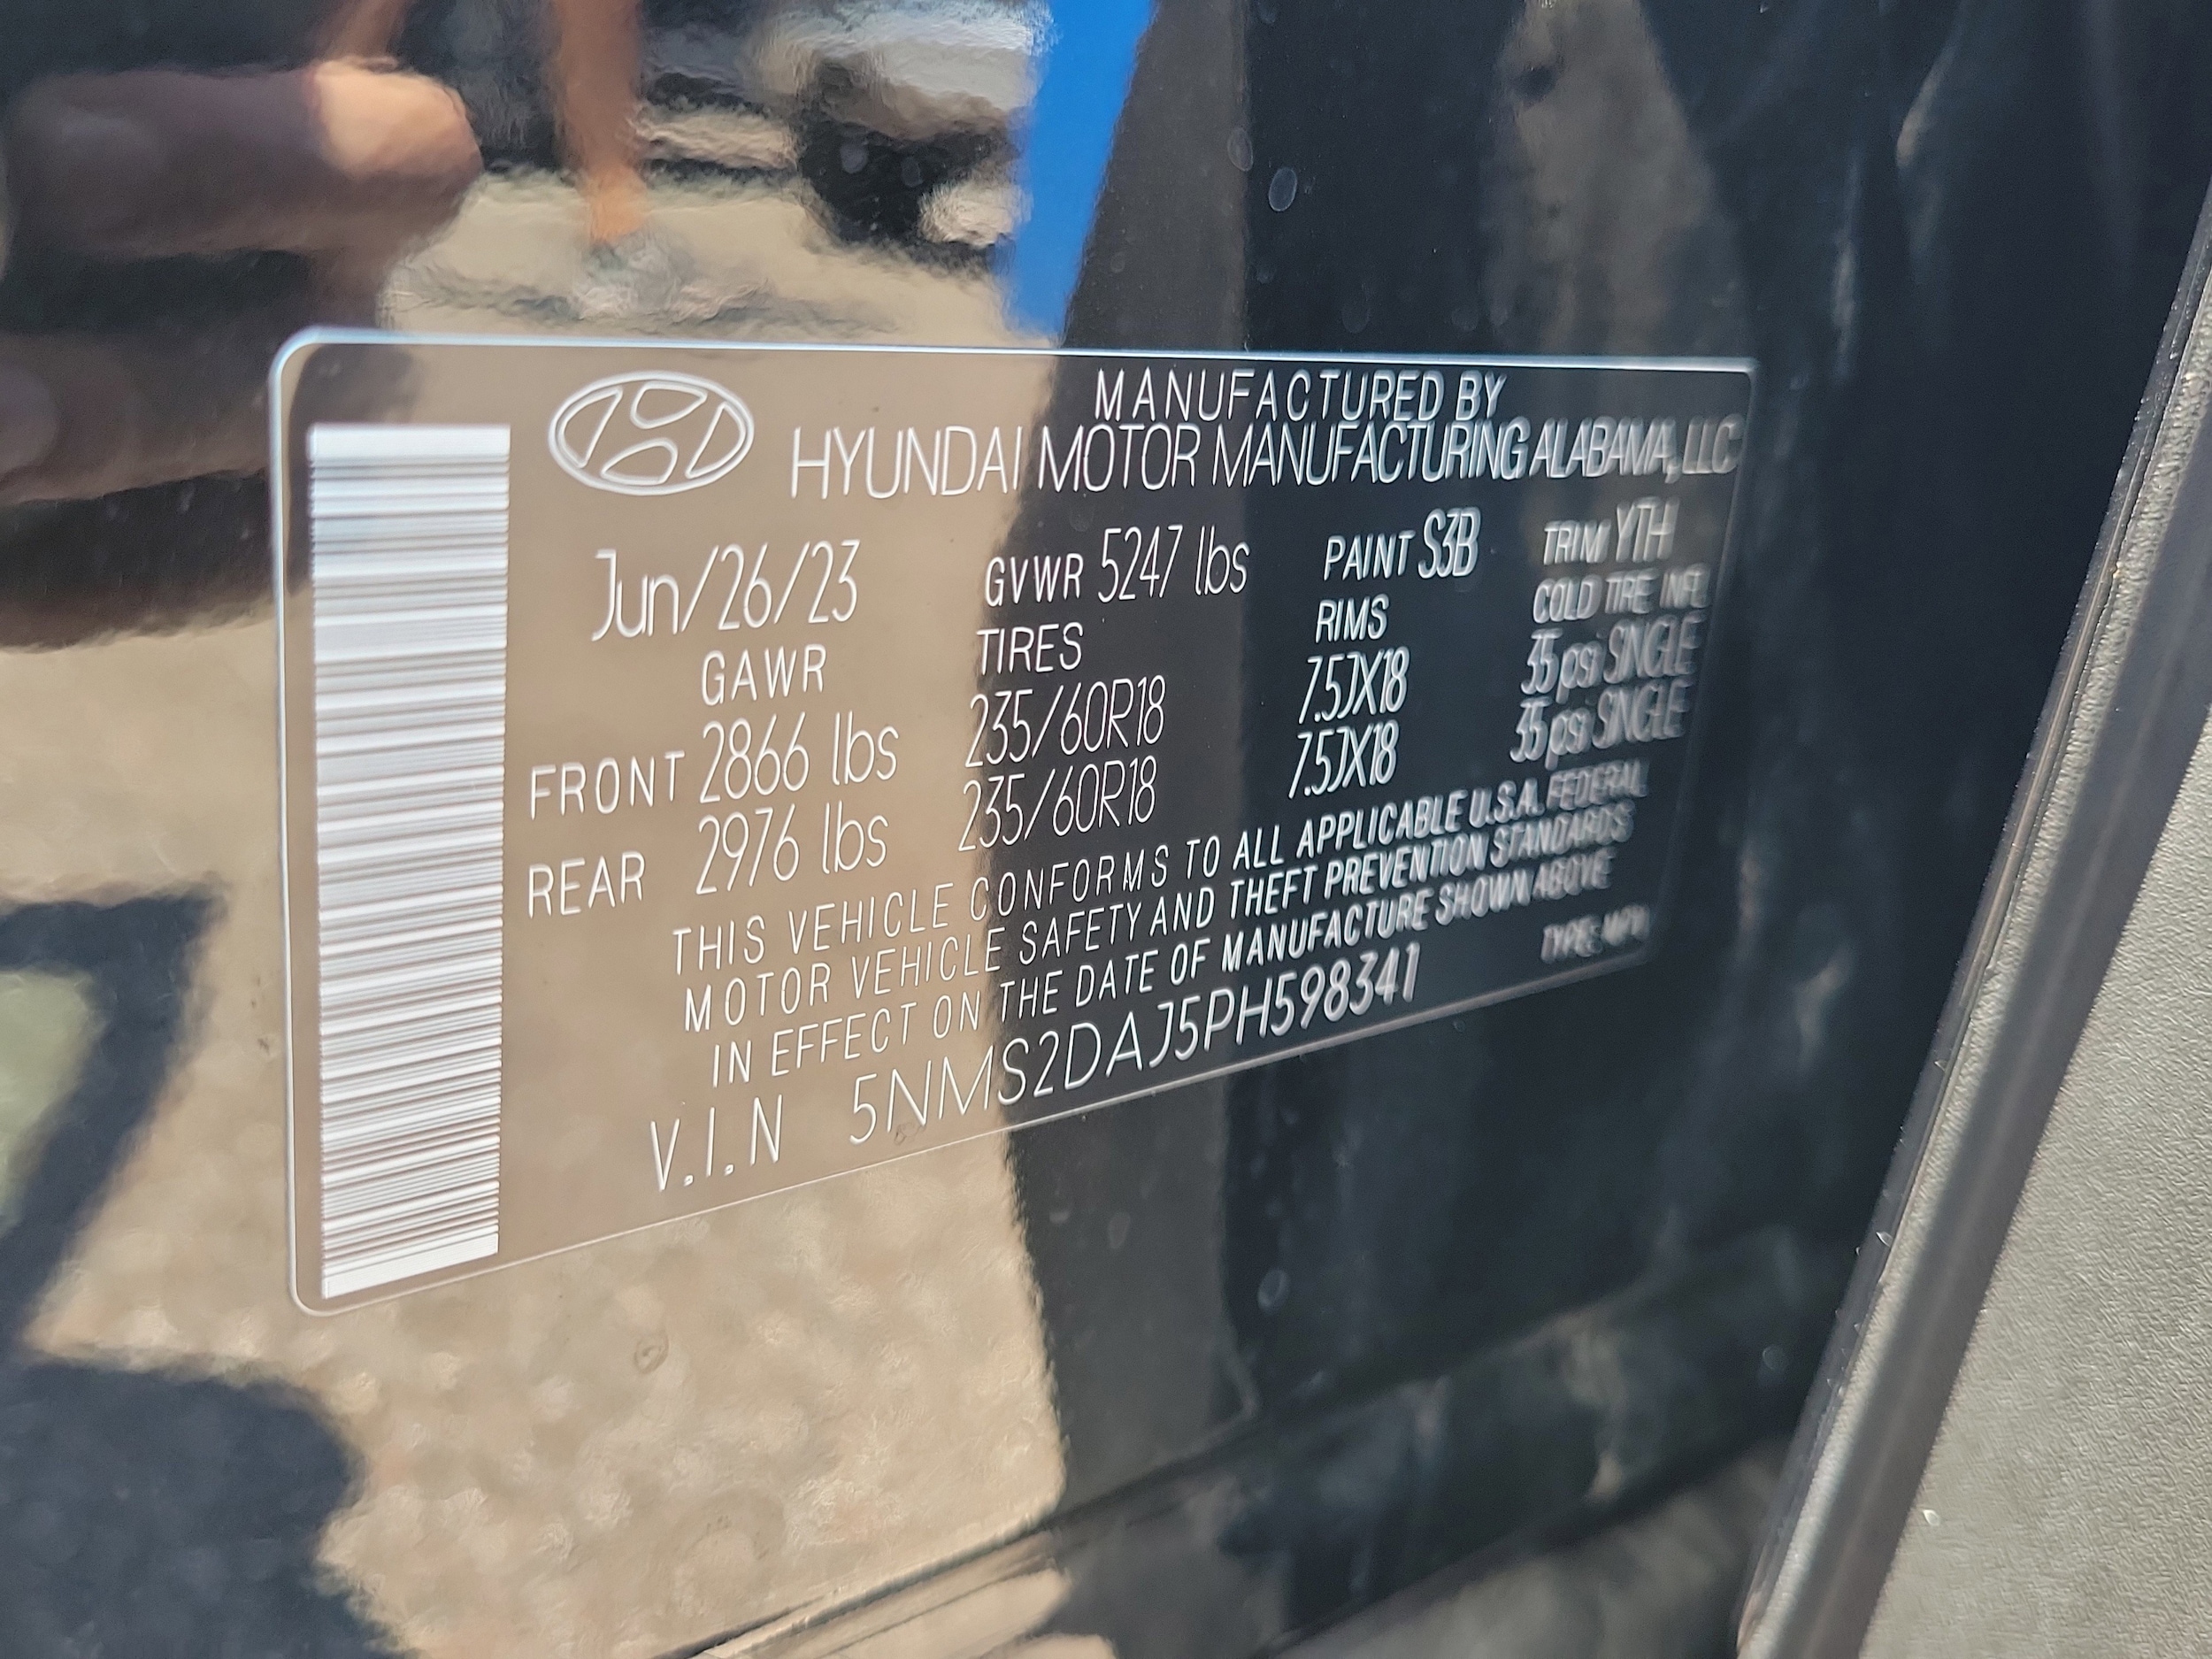 MANUFACTURED BY
HYUNDAI MOTOR MANUFACTURING ALABAMA, LLC
Jun/26/23 GVWR 5247 lbs PAINT S3B TRIM YTH
GAWR TIRES RIMS COLD TIRE INFL
FRONT 2866 lbs 235/60R18 7.5JX18 35 psi SINGLE
REAR 2976 lbs 235/60R18 7.5JX18 35 psi SINGLE
THIS VEHICLE CONFORMS TO ALL APPLICABLE U.S.A. FEDERAL
MOTOR VEHICLE SAFETY AND THEFT PREVENTION STANDARDS
IN EFFECT ON THE DATE OF MANUFACTURE SHOWN ABOVE
V.I.N 5NMS2DAJ5PH598341 TYPE: MPV